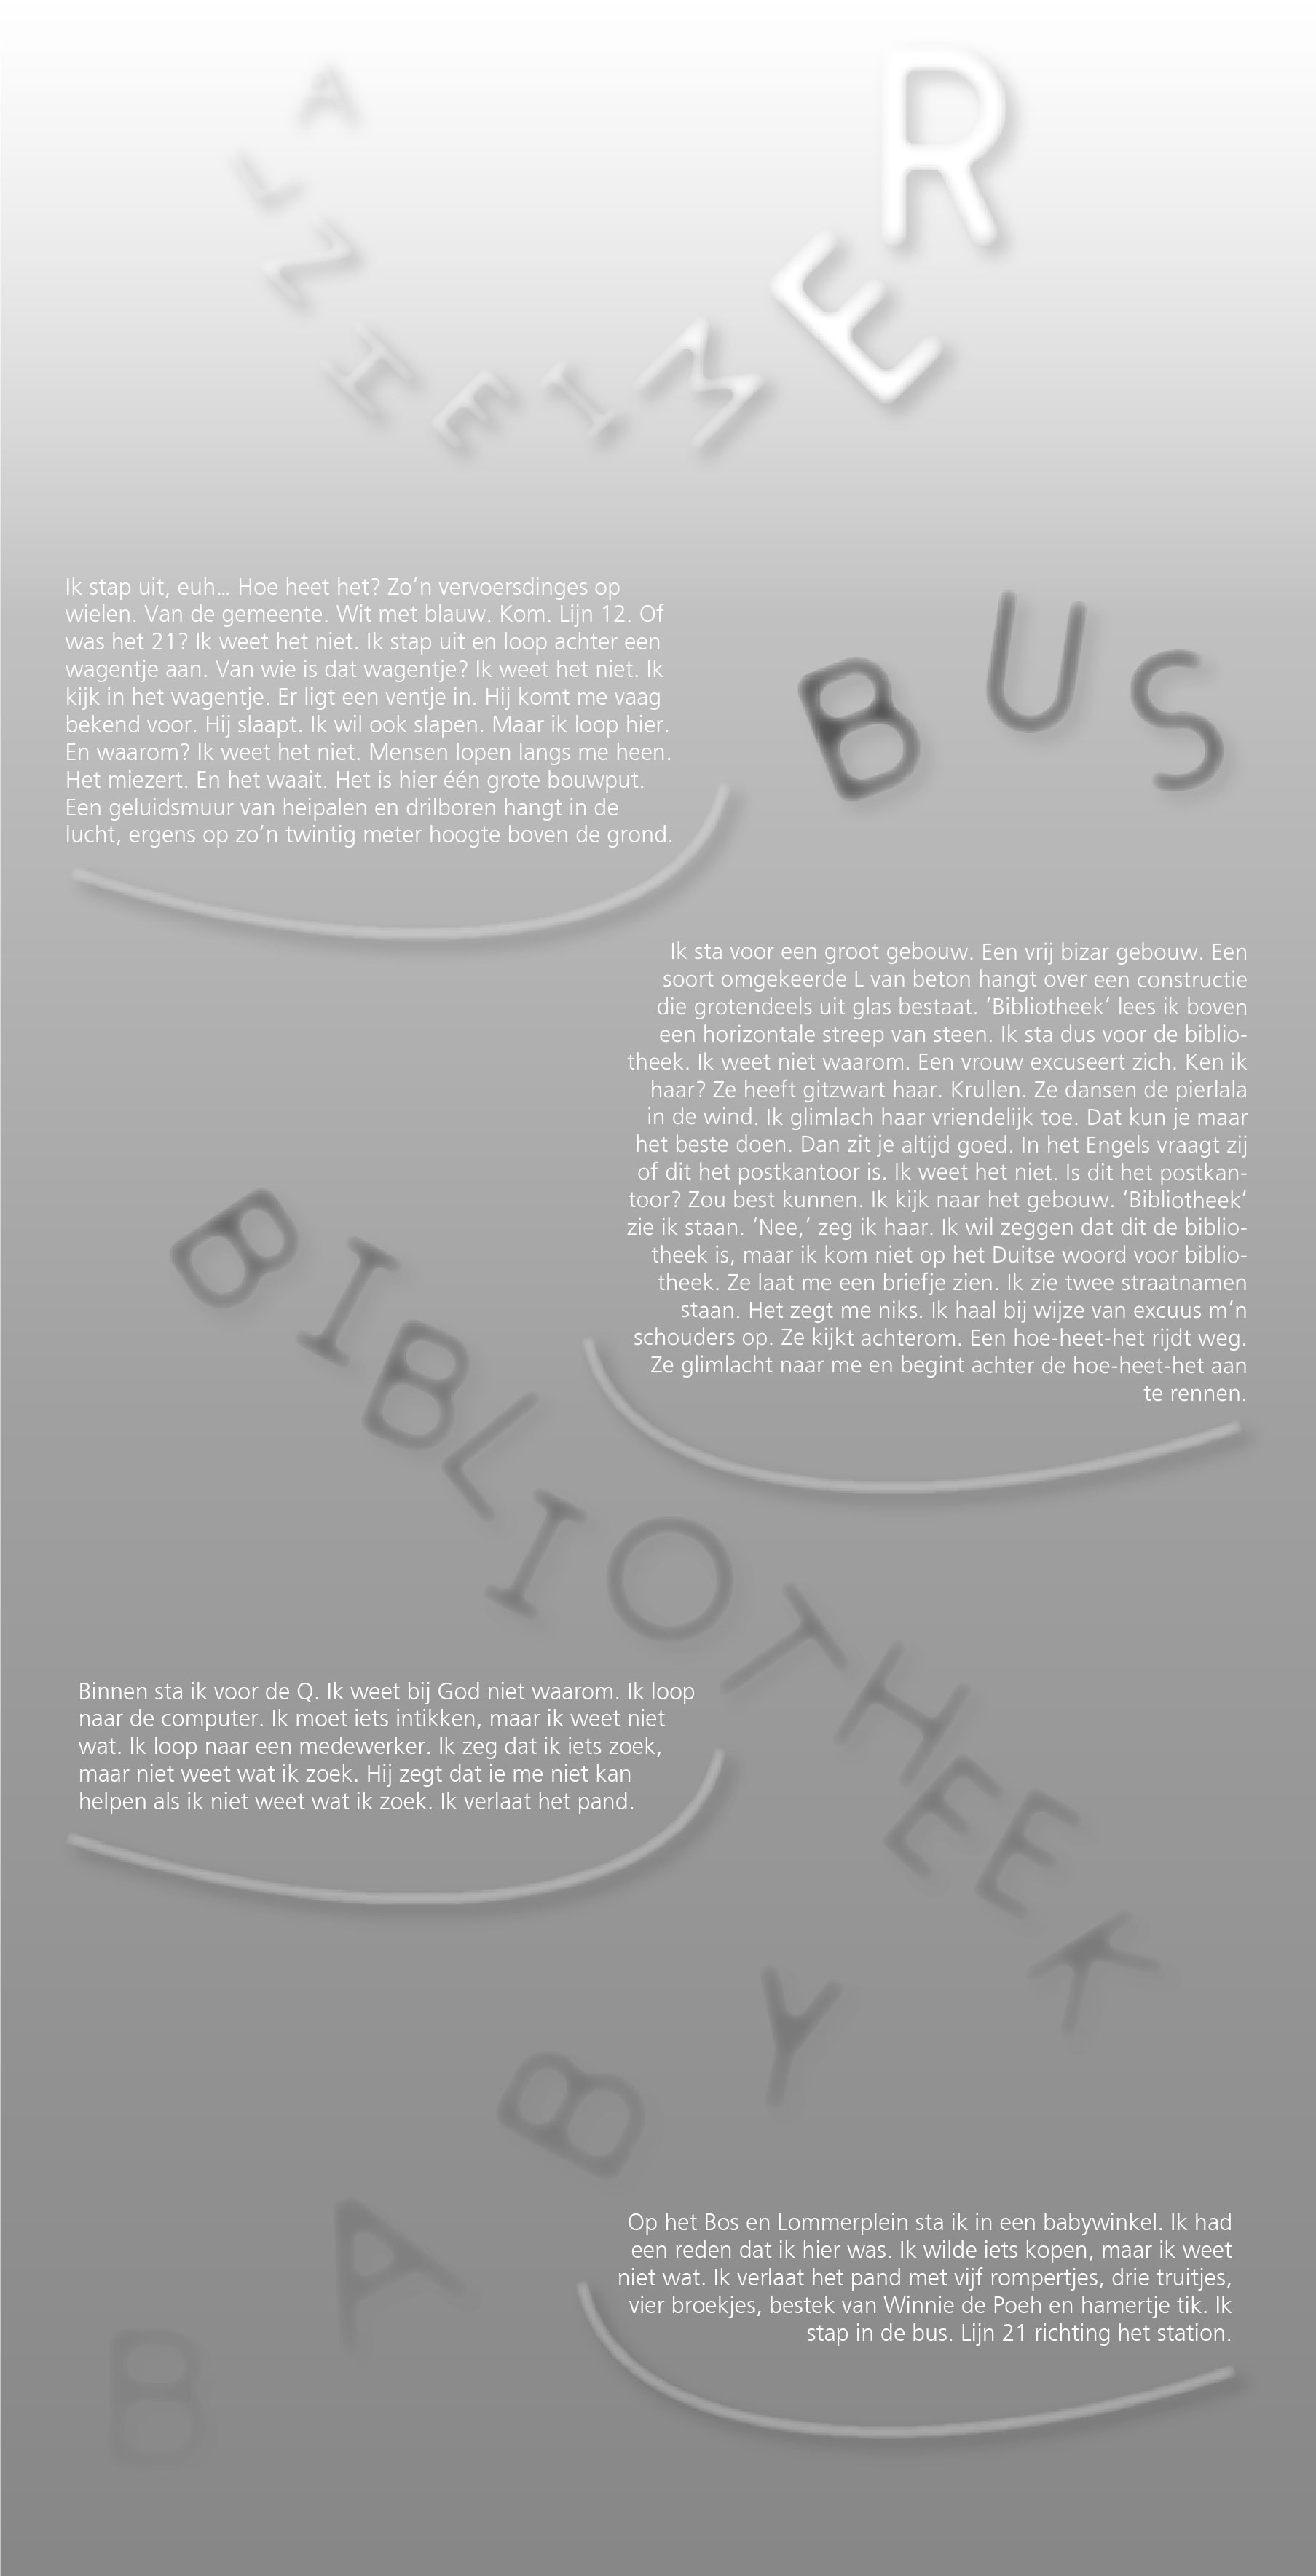 ALZHEIMER
Ik stap uit, euh... Hoe heet het? Zo’n vervoersdinges op
wielen. Van de gemeente. Wit met blauw. Kom. Lijn 12. Of
was het 21? Ik weet het niet. Ik stap uit en loop achter een
wagentje aan. Van wie is dat wagentje? Ik weet het niet. Ik
kijk in het wagentje. Er ligt een ventje in. Hij komt me vaag
bekend voor. Hij slaapt. Ik wil ook slapen. Maar ik loop hier.
En waarom? Ik weet het niet. Mensen lopen langs me heen.
Het miezert. En het waait. Het is hier één grote bouwput.
Een geluidsmuur van heipalen en drilboren hangt in de
lucht, ergens op zo’n twintig meter hoogte boven de grond.
BUS
Ik sta voor een groot gebouw. Een vrij bizar gebouw. Een
soort omgekeerde L van beton hangt over een constructie
die grotendeels uit glas bestaat. ‘Bibliotheek’ lees ik boven
een horizontale streep van steen. Ik sta dus voor de biblio-
theek. Ik weet niet waarom. Een vrouw excuseert zich. Ken ik
haar? Ze heeft gitzwart haar. Krullen. Ze dansen de pierlala
in de wind. Ik glimlach haar vriendelijk toe. Dat kun je maar
het beste doen. Dan zit je altijd goed. In het Engels vraagt zij
of dit het postkantoor is. Ik weet het niet. Is dit het postkan-
toor? Zou best kunnen. Ik kijk naar het gebouw. ‘Bibliotheek’
zie ik staan. ‘Nee,’ zeg ik haar. Ik wil zeggen dat dit de biblio-
theek is, maar ik kom niet op het Duitse woord voor biblio-
theek. Ze laat me een briefje zien. Ik zie twee straatnamen
staan. Het zegt me niks. Ik haal bij wijze van excuus m’n
schouders op. Ze kijkt achterom. Een hoe-heet-het rijdt weg.
Ze glimlacht naar me en begint achter de hoe-heet-het aan
te rennen.
BIBLIOTHEEK
Binnen sta ik voor de Q. Ik weet bij God niet waarom. Ik loop
naar de computer. Ik moet iets intikken, maar ik weet niet
wat. Ik loop naar een medewerker. Ik zeg dat ik iets zoek,
maar niet weet wat ik zoek. Hij zegt dat ie me niet kan
helpen als ik niet weet wat ik zoek. Ik verlaat het pand.
BABY
Op het Bos en Lommerplein sta ik in een babywinkel. Ik had
een reden dat ik hier was. Ik wilde iets kopen, maar ik weet
niet wat. Ik verlaat het pand met vijf rompertjes, drie truitjes,
vier broekjes, bestek van Winnie de Poeh en hamertje tik. Ik
stap in de bus. Lijn 21 richting het station.